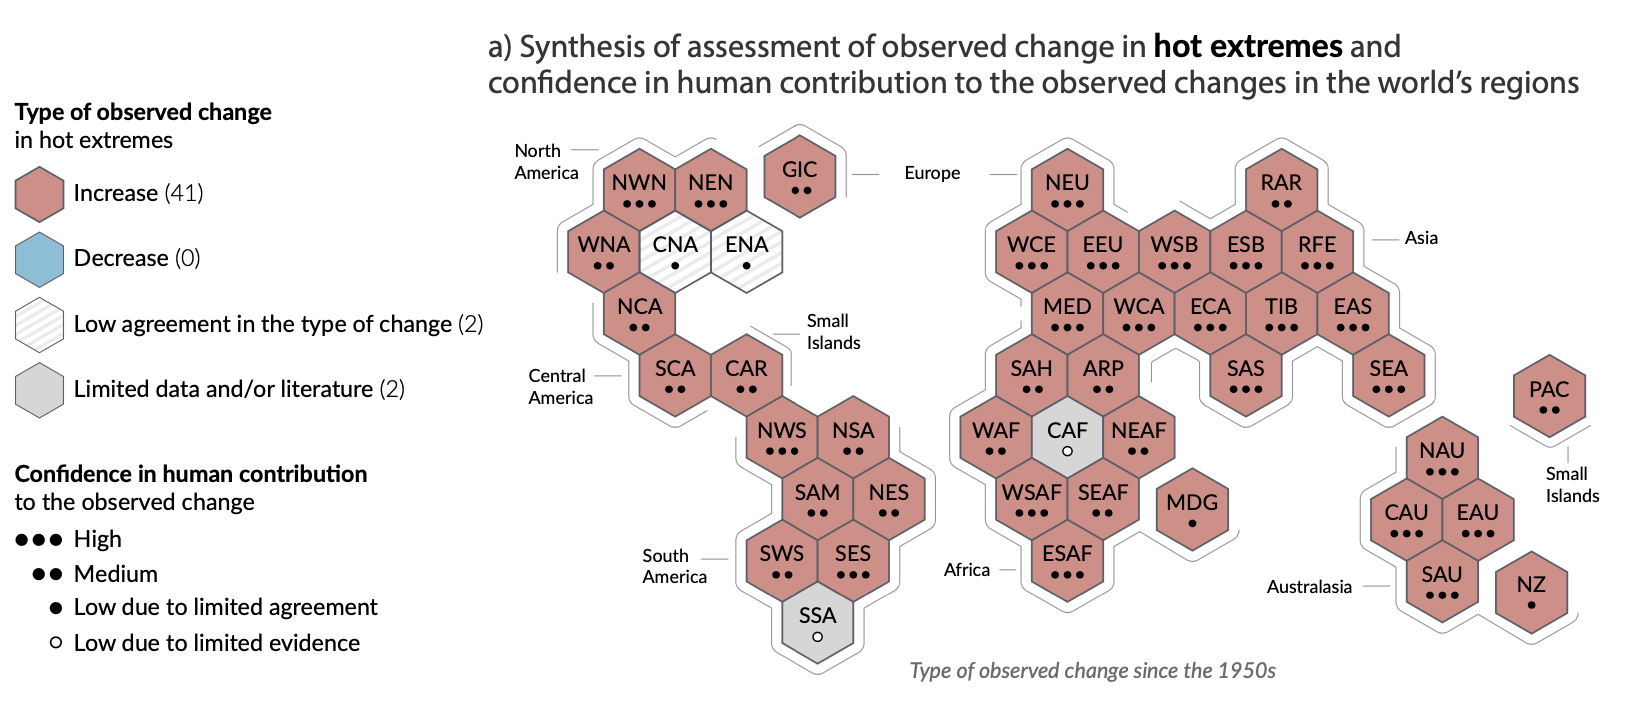 a) Synthesis of assessment of observed change in hot extremes and
confidence in human contribution to the observed changes in the world's regions
Type of observed change
in hot extremes
Increase (41)
Decrease (0)
Low agreement in the type of change (2)
Limited data and/or literature (2)
Confidence in human contribution
to the observed change
●●● High
●● Medium
● Low due to limited agreement
○ Low due to limited evidence
North
America
NWN
NEN
GIC
WNA
CNA
ENA
NCA
Small
Islands
Central
America
SCA
CAR
NWS
NSA
SAM
NES
South
America
SWS
SES
SSA
Europe
NEU
RAR
WCE
EEU
WSB
ESB
RFE
Asia
MED
WCA
ECA
TIB
EAS
SAH
ARP
SAS
SEA
WAF
CAF
NEAF
WSAF
SEAF
MDG
Africa
ESAF
PAC
Small
Islands
NAU
CAU
EAU
Australasia
SAU
NZ
Type of observed change since the 1950s